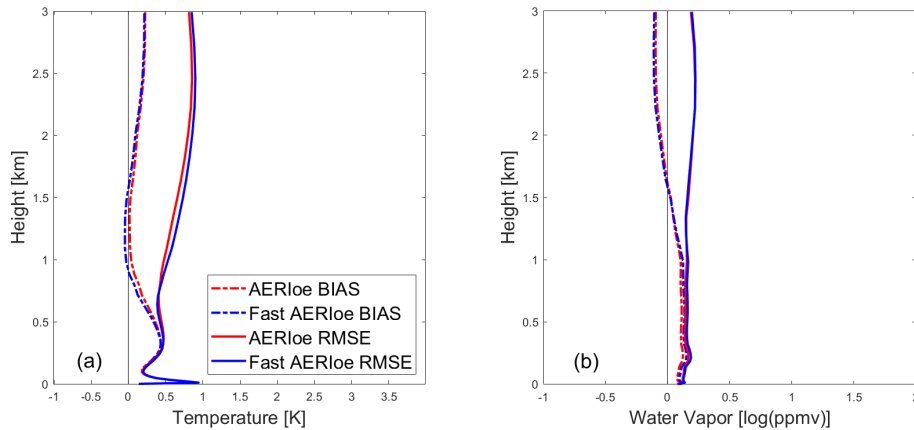 3
2.5
2
1.5
1
0.5
0
Height [km]
-1 -0.5 0 0.5 1 1.5 2 2.5 3 3.5
Temperature [K]
(a)
AERIoe BIAS
Fast AERIoe BIAS
AERIoe RMSE
Fast AERIoe RMSE
3
2.5
2
1.5
1
0.5
0
Height [km]
-1 -0.5 0 0.5 1 1.5 2
Water Vapor [log(ppmv)]
(b)